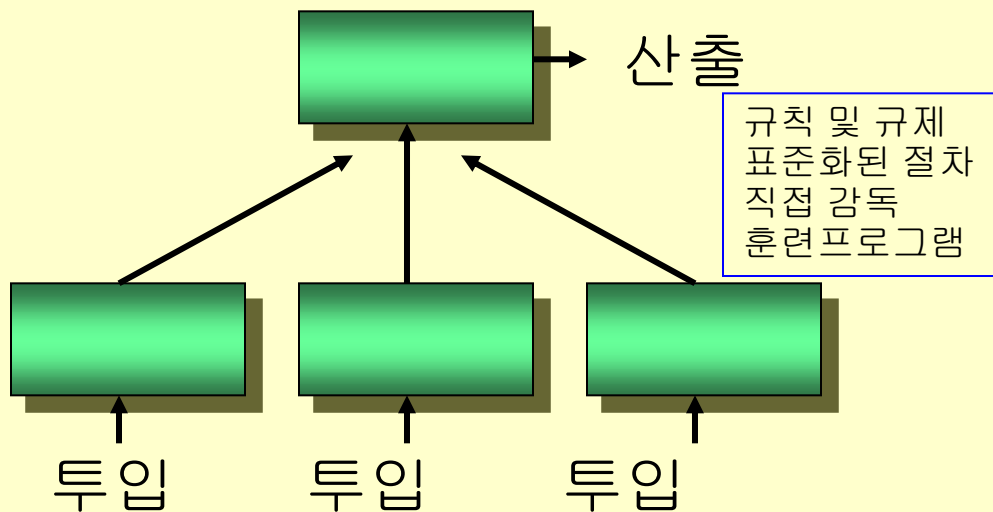 산출
규칙 및 규제
표준화된 절차
직접 감독
훈련프로그램
투입 투입 투입